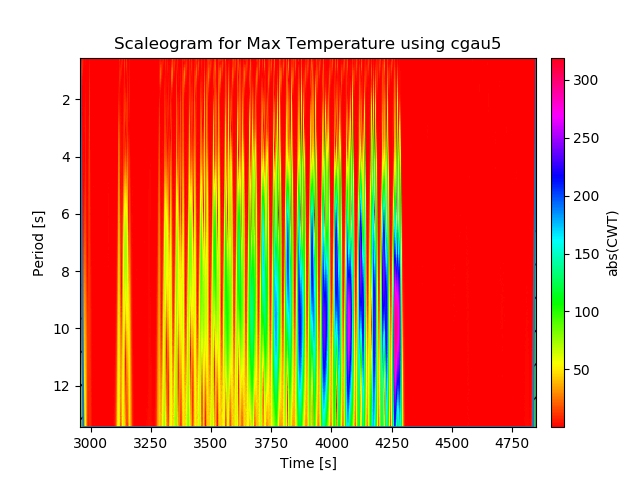 Scaleogram for Max Temperature using cgau5
2
4
6
8
10
12
Period [s]
3000 3250 3500 3750 4000 4250 4500 4750
Time [s]
300
250
200
150
100
50
abs(CWT)